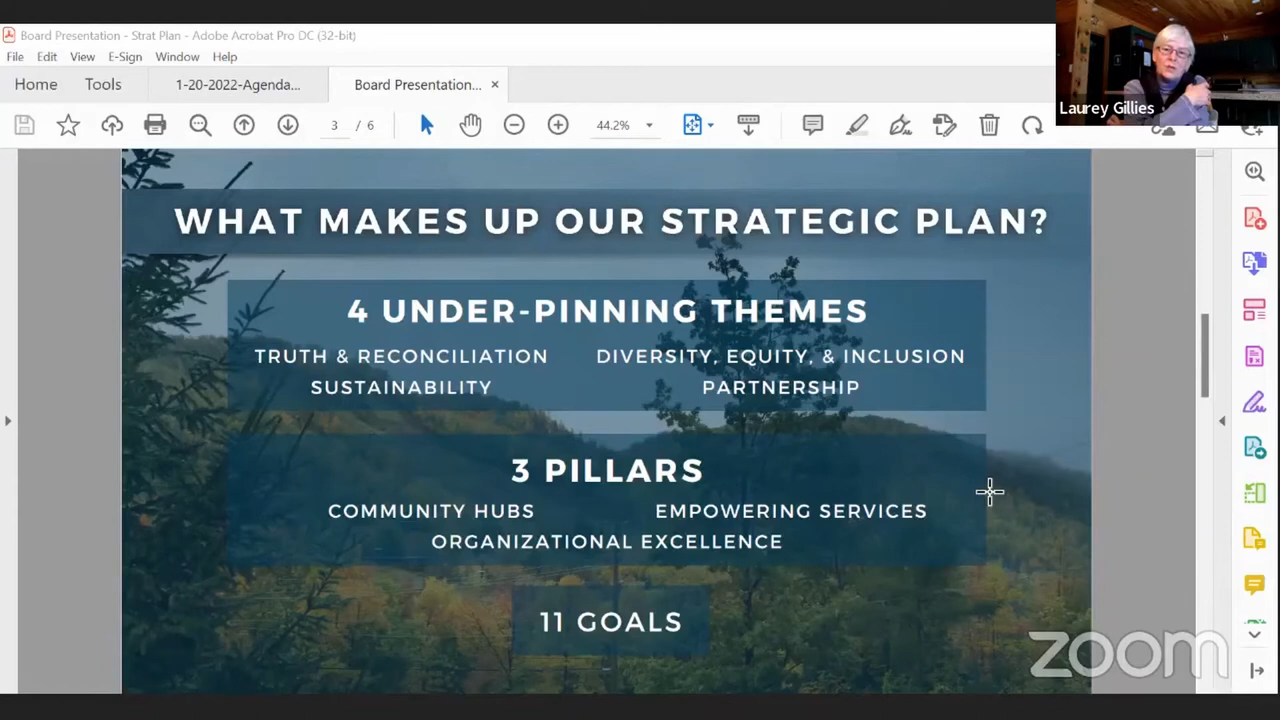 Board Presentation - Strat Plan - Adobe Acrobat Pro DC (32-bit)
File Edit View E-Sign Window Help
Home Tools 1-20-2022-Agenda... Board Presentation... ×
3 / 6 44.2%
Laurey Gillies
WHAT MAKES UP OUR STRATEGIC PLAN?
4 UNDER-PINNING THEMES
TRUTH & RECONCILIATION DIVERSITY, EQUITY, & INCLUSION
SUSTAINABILITY PARTNERSHIP
3 PILLARS
COMMUNITY HUBS EMPOWERING SERVICES
ORGANIZATIONAL EXCELLENCE
11 GOALS
zoom